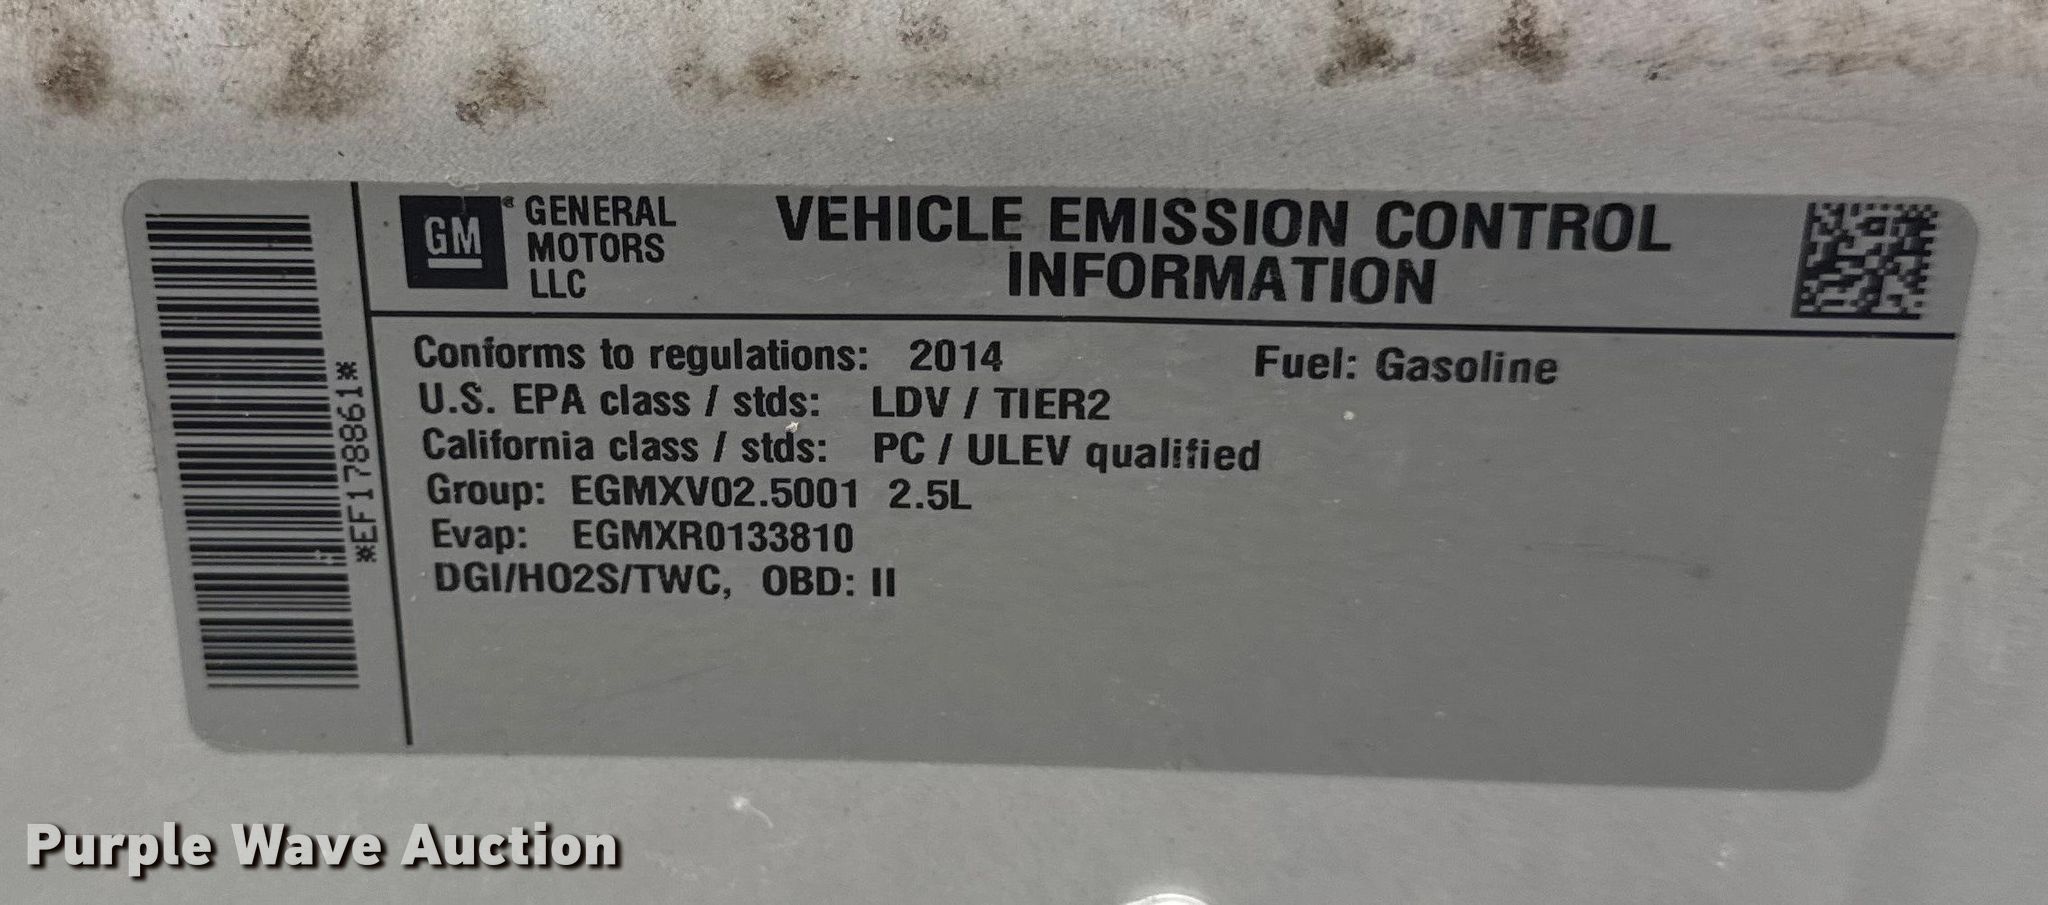 GM
GENERAL
MOTORS
LLC
VEHICLE EMISSION CONTROL
INFORMATION
*EF178861*
Conforms to regulations: 2014 Fuel: Gasoline
U.S. EPA class / stds: LDV / TIER2
California class / stds: PC / ULEV qualified
Group: EGMXV02.5001 2.5L
Evap: EGMXR0133810
DGI/HO2S/TWC, OBD: II
Purple Wave Auction